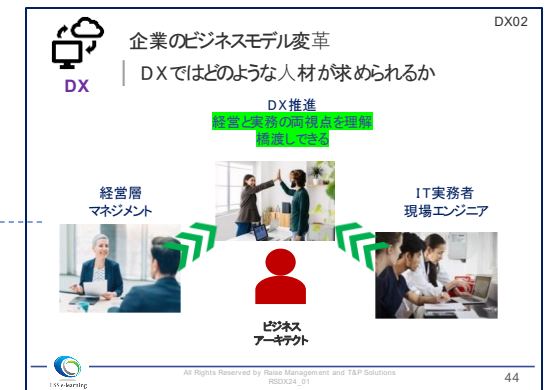 DX02
企業のビジネスモデル変革
DXではどのような人材が求められるか
DX
DX推進
経営と実務の両視点を理解
橋渡しできる
経営層
マネジメント
IT実務者
現場エンジニア
ビジネス
アーキテクト
All Rights Reserved by Raise Management and T&P Solutions
RSDX24_01
44